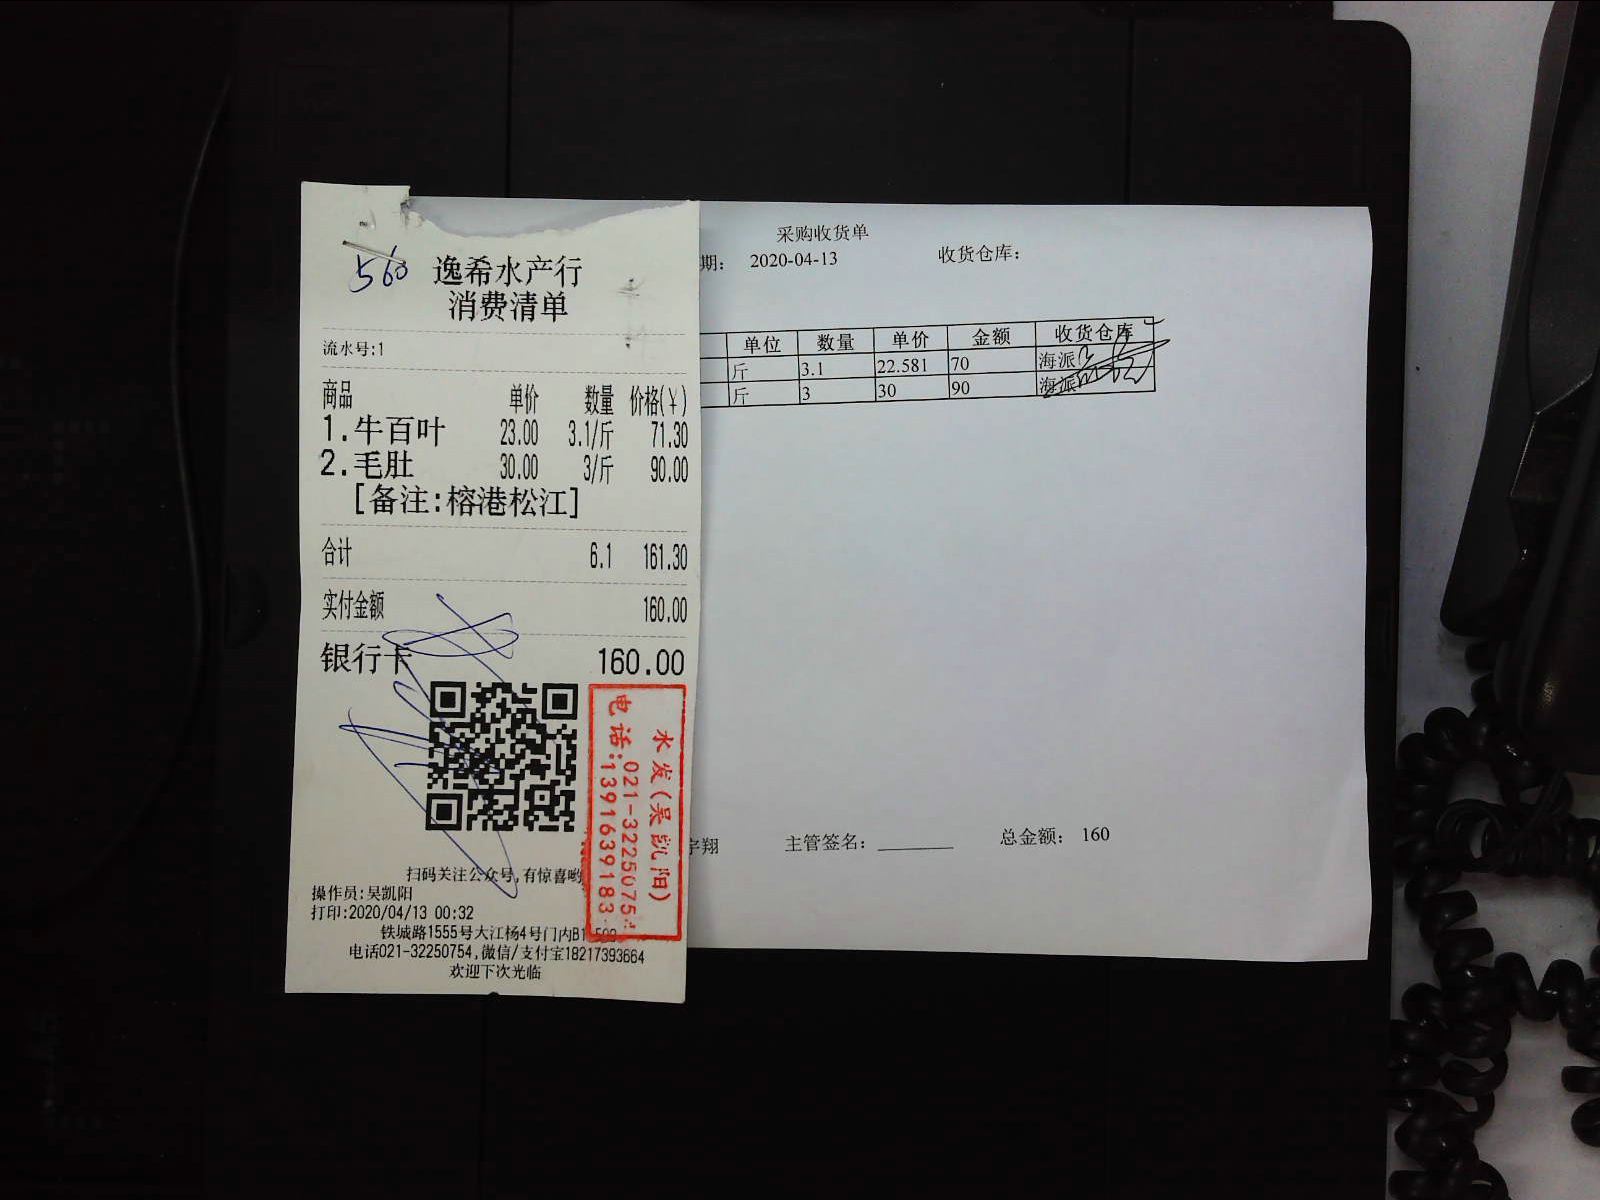 560
逸希水产行
消费清单
流水号:1
商品 单价 数量 价格(¥)
1.牛百叶 23.00 3.1/斤 71.30
2.毛肚 30.00 3/斤 90.00
[备注:榕港松江]
合计 6.1 161.30
实付金额 160.00
银行卡 160.00
水发(吴凯阳)
电话:021-32250754
13916391833
扫码关注公众号,有惊喜哟
操作员:吴凯阳
打印:2020/04/13 00:32
铁城路1555号大江杨4号门内B1
电话021-32250754,微信/支付宝18217393664
欢迎下次光临
采购收货单
期: 2020-04-13 收货仓库:
单位 数量 单价 金额 收货仓库
斤 3.1 22.581 70 海派
斤 3 30 90 海派
宇翔 主管签名: 总金额: 160